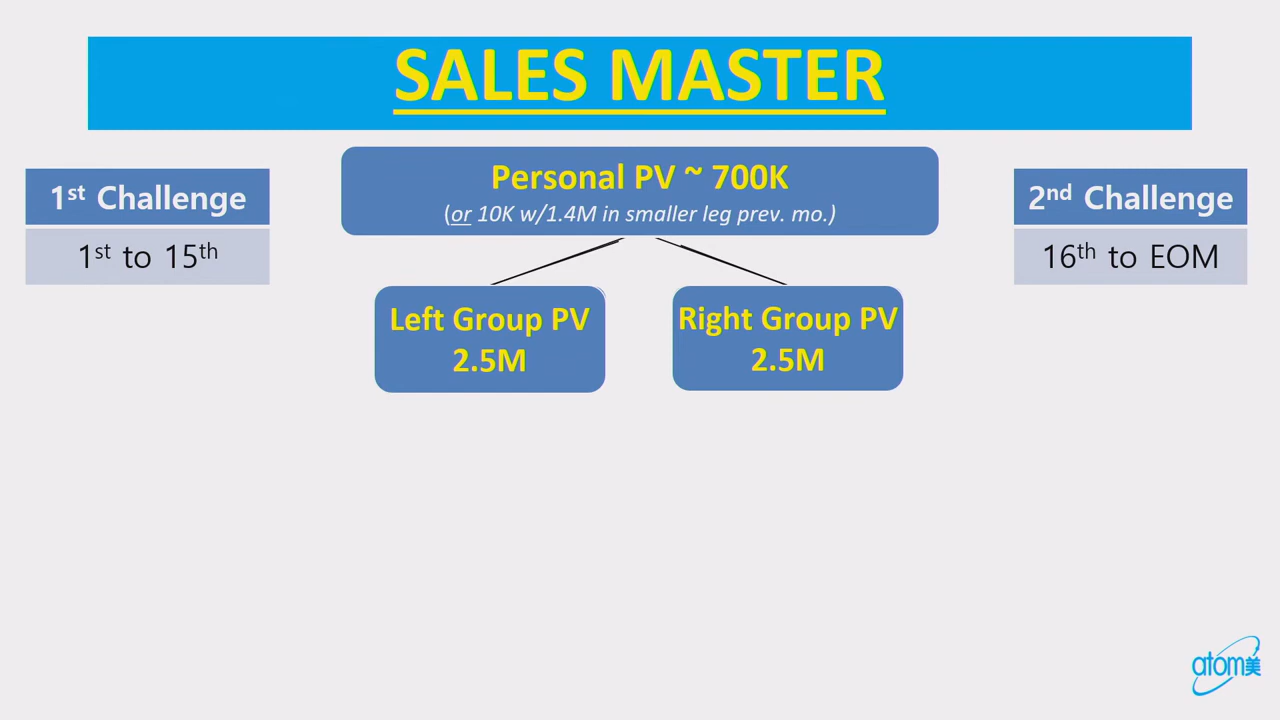 SALES MASTER
Personal PV ~ 700K
(or 10K w/1.4M in smaller leg prev. mo.)
1st Challenge
1st to 15th
2nd Challenge
16th to EOM
Left Group PV
2.5M
Right Group PV
2.5M
atom美